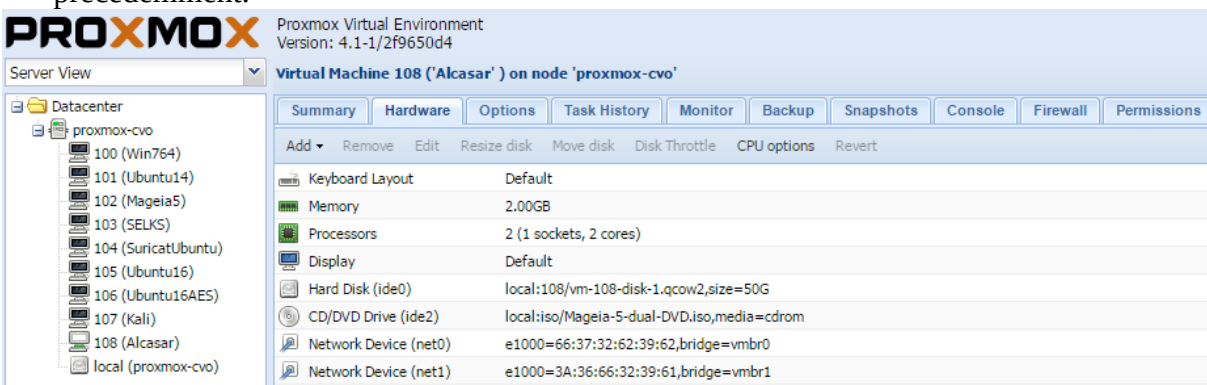 précédemment.
PROXMOX
Proxmox Virtual Environment
Version: 4.1-1/2f9650d4
Server View
Virtual Machine 108 ('Alcasar' ) on node 'proxmox-cvo'
Datacenter
proxmox-cvo
100 (Win764)
101 (Ubuntu14)
102 (Mageia5)
103 (SELKS)
104 (SuricatUbuntu)
105 (Ubuntu16)
106 (Ubuntu16AES)
107 (Kali)
108 (Alcasar)
local (proxmox-cvo)
Summary Hardware Options Task History Monitor Backup Snapshots Console Firewall Permissions
Add Remove Edit Resize disk Move disk Disk Throttle CPU options Revert
Keyboard Layout Default
Memory 2.00GB
Processors 2 (1 sockets, 2 cores)
Display Default
Hard Disk (ide0) local:108/vm-108-disk-1.qcow2,size=50G
CD/DVD Drive (ide2) local:iso/Mageia-5-dual-DVD.iso,media=cdrom
Network Device (net0) e1000=66:37:32:62:39:62,bridge=vmbr0
Network Device (net1) e1000=3A:36:66:32:39:61,bridge=vmbr1